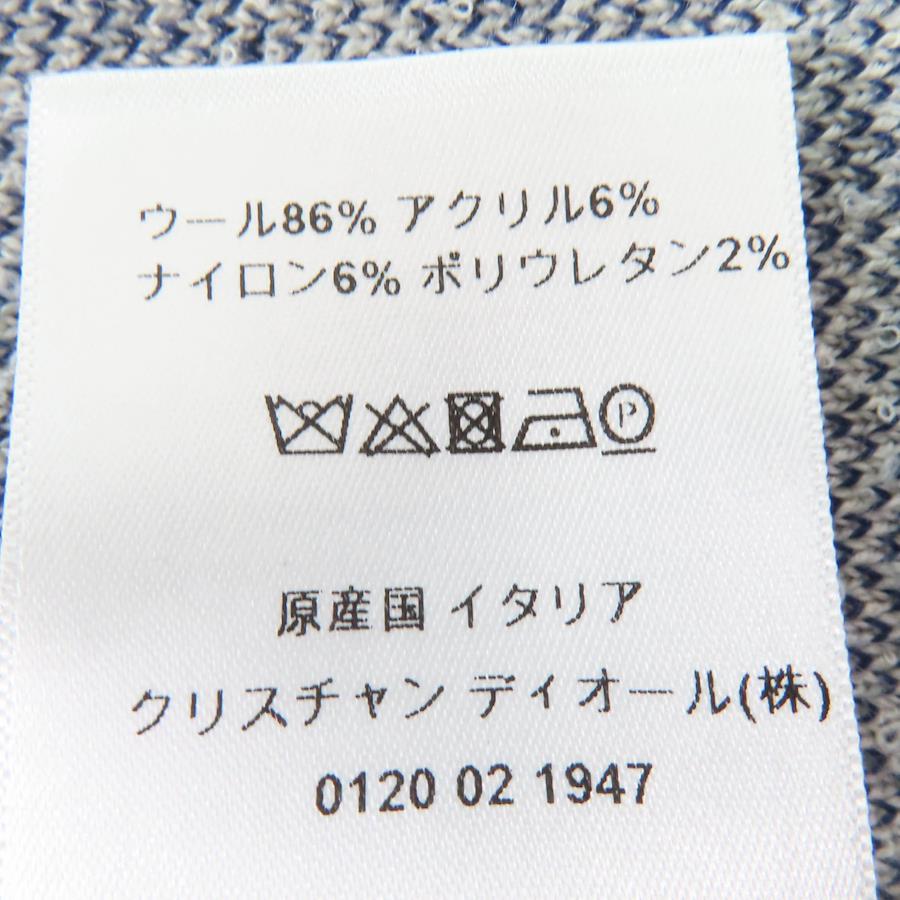 ウール86% アクリル6%
ナイロン6% ポリウレタン2%
P
原産国 イタリア
クリスチャン ディオール(株)
0120 02 1947